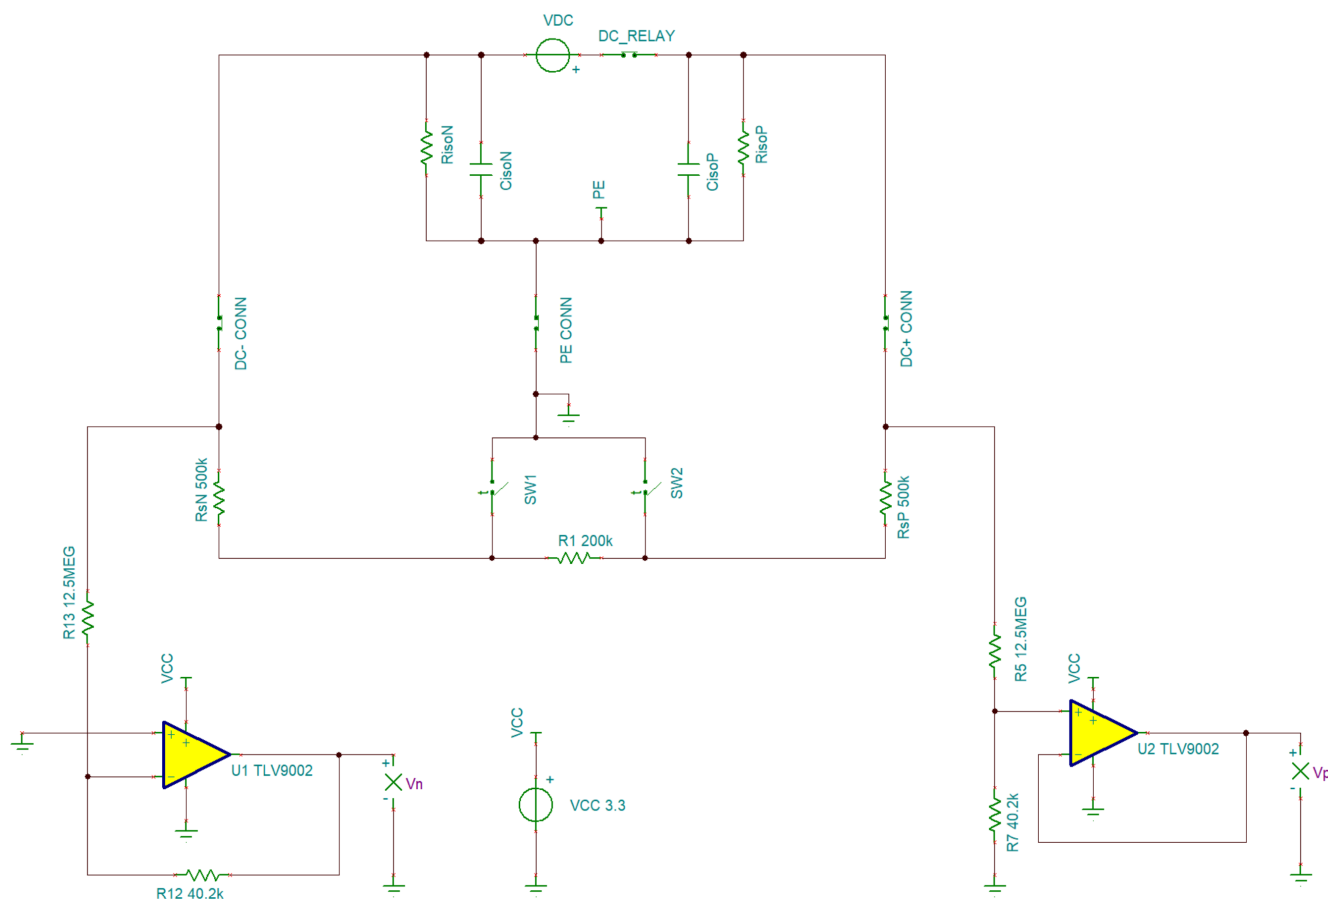 VDC
DC_RELAY
+
RisoN
CisoN
PE
CisoP
RisoP
DC- CONN
PE CONN
DC+ CONN
RsN 500k
t
SW1
t
SW2
RsP 500k
R1 200k
R13 12.5MEG
R5 12.5MEG
VCC
VCC
VCC
+
+
-
U1 TLV9002
+
Vn
-
+
VCC 3.3
+
+
-
U2 TLV9002
+
Vp
-
R7 40.2k
R12 40.2k